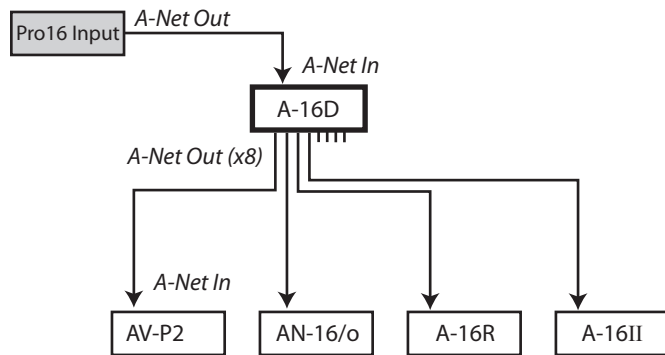 A-Net Out
Pro16 Input
A-Net In
A-16D
A-Net Out (x8)
A-Net In
AV-P2
AN-16/o
A-16R
A-16II